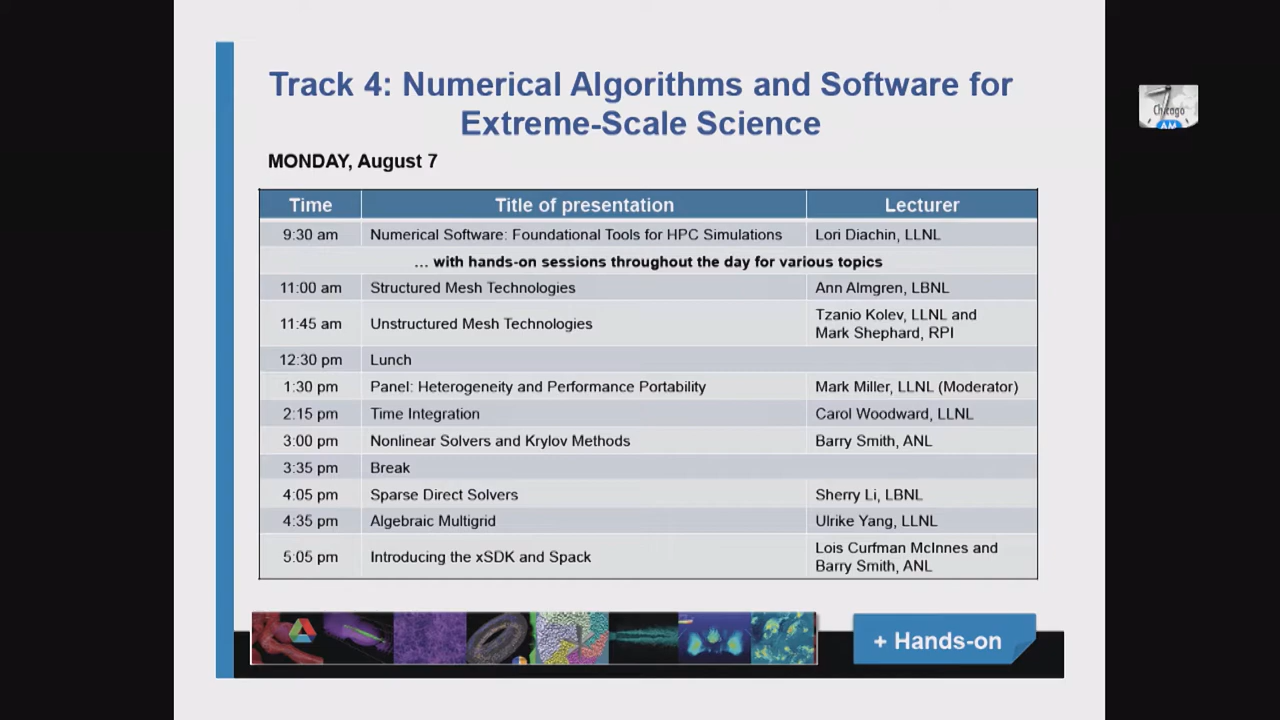 Track 4: Numerical Algorithms and Software for
Extreme-Scale Science
MONDAY, August 7
Time Title of presentation Lecturer
9:30 am Numerical Software: Foundational Tools for HPC Simulations Lori Diachin, LLNL
... with hands-on sessions throughout the day for various topics
11:00 am Structured Mesh Technologies Ann Almgren, LBNL
11:45 am Unstructured Mesh Technologies Tzanio Kolev, LLNL and
Mark Shephard, RPI
12:30 pm Lunch
1:30 pm Panel: Heterogeneity and Performance Portability Mark Miller, LLNL (Moderator)
2:15 pm Time Integration Carol Woodward, LLNL
3:00 pm Nonlinear Solvers and Krylov Methods Barry Smith, ANL
3:35 pm Break
4:05 pm Sparse Direct Solvers Sherry Li, LBNL
4:35 pm Algebraic Multigrid Ulrike Yang, LLNL
5:05 pm Introducing the xSDK and Spack Lois Curfman McInnes and
Barry Smith, ANL
+ Hands-on
Chicago
AM